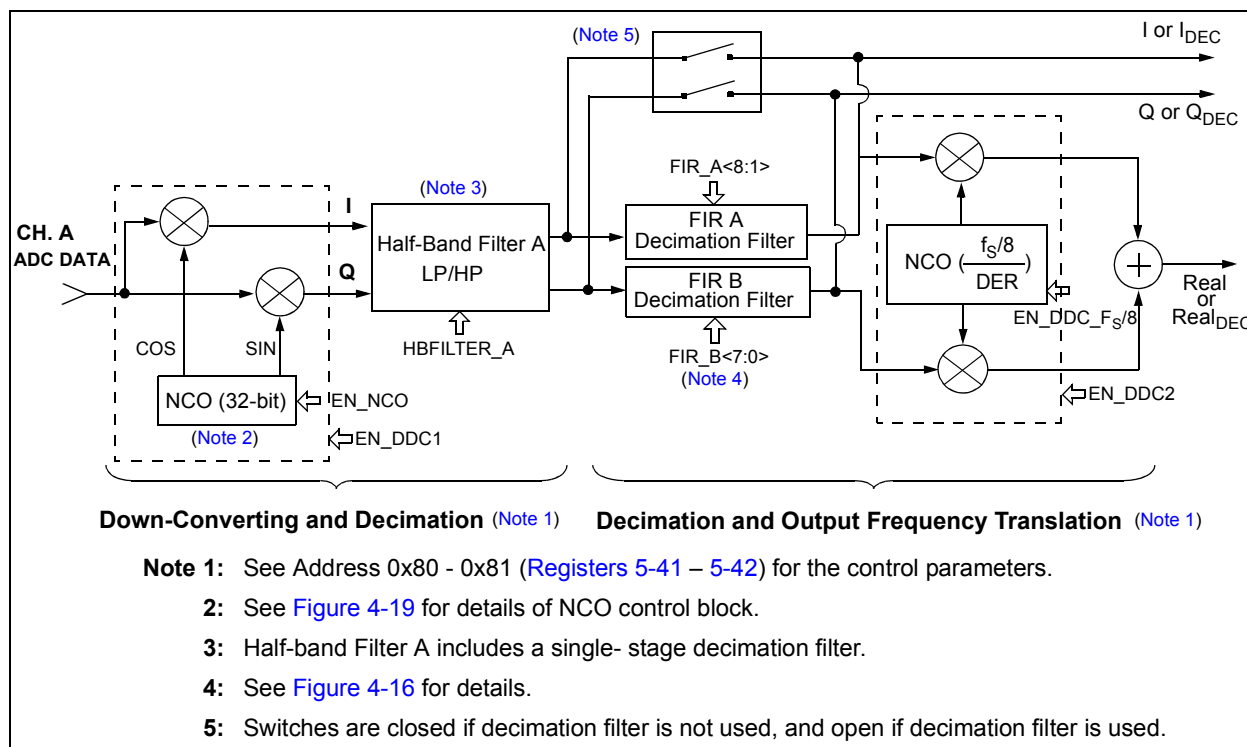 (Note 5)
I or I_DEC
Q or Q_DEC
FIR_A<8:1>
(Note 3)
I
FIR A
Decimation Filter
CH. A
ADC DATA
Half-Band Filter A
LP/HP
NCO (f_S/8 / DER)
Q
FIR B
Decimation Filter
Real
or
Real_DEC
EN_DDC_F_S/8
COS
SIN
HBFILTER_A
FIR_B<7:0>
(Note 4)
NCO (32-bit)
EN_NCO
EN_DDC2
(Note 2)
EN_DDC1
Down-Converting and Decimation (Note 1)
Decimation and Output Frequency Translation (Note 1)
Note 1: See Address 0x80 - 0x81 (Registers 5-41 – 5-42) for the control parameters.
2: See Figure 4-19 for details of NCO control block.
3: Half-band Filter A includes a single- stage decimation filter.
4: See Figure 4-16 for details.
5: Switches are closed if decimation filter is not used, and open if decimation filter is used.